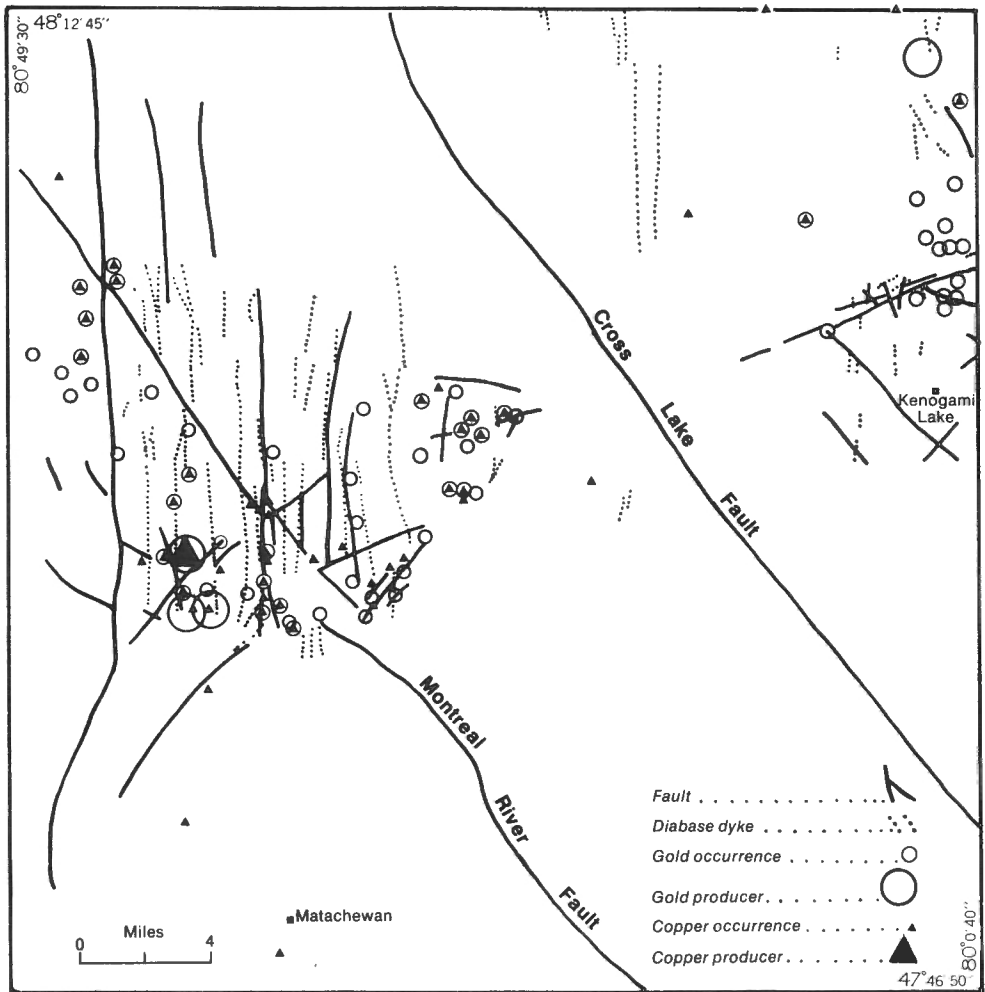 48°12'45"
80°49'30"
Cross
Lake
Fault
Kenogami
Lake
Montreal
River
Fault
Fault
Diabase dyke
Gold occurrence
Gold producer
Copper occurrence
Copper producer
Matachewan
Miles
0 4
80°0'40"
47°46 50"